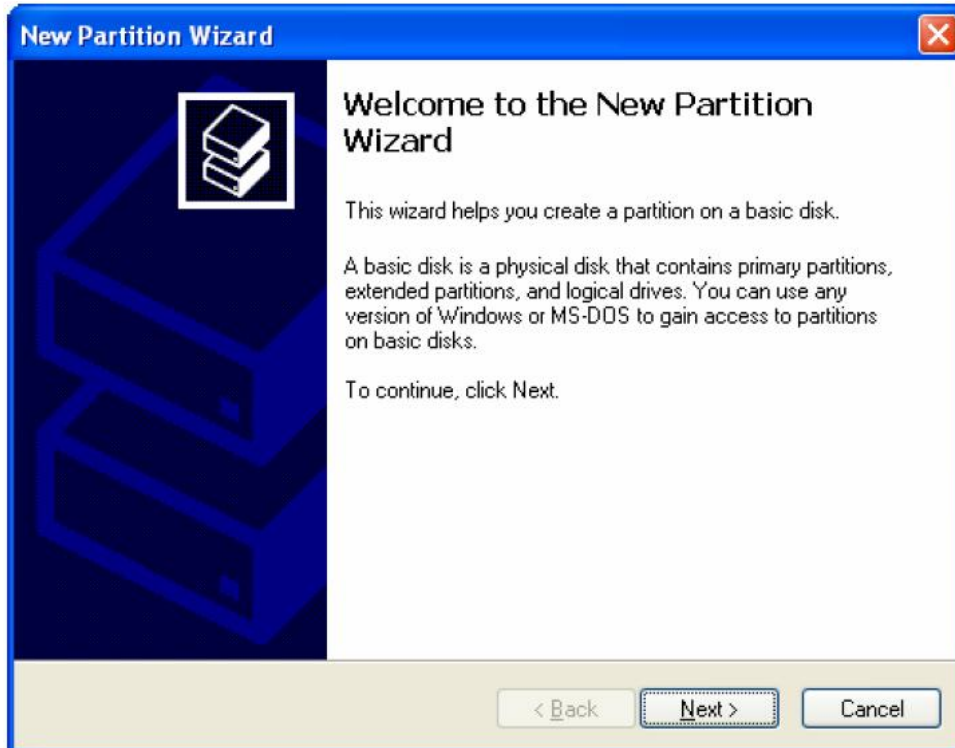 New Partition Wizard
Welcome to the New Partition
Wizard
This wizard helps you create a partition on a basic disk.
A basic disk is a physical disk that contains primary partitions,
extended partitions, and logical drives. You can use any
version of Windows or MS-DOS to gain access to partitions
on basic disks.
To continue, click Next.
< Back
Next >
Cancel